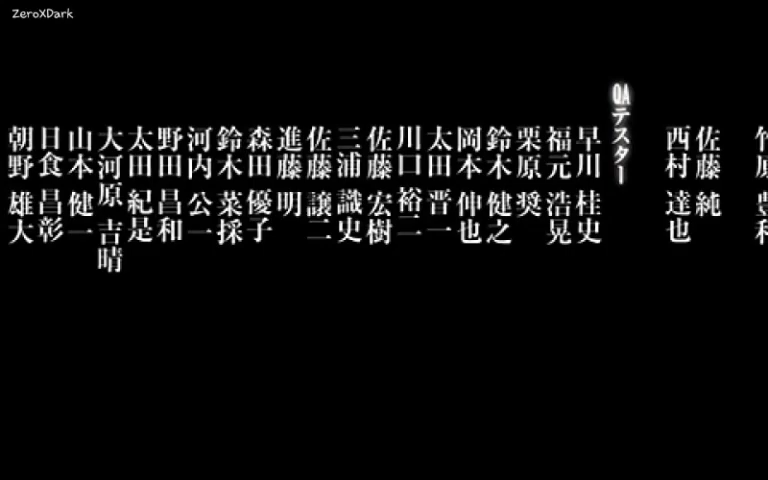 ZeroXDark
佐藤 純
西村 達也
QAテスター
早川 桂史
福元 浩晃
栗原 奨
鈴木 健之
岡本 伸也
太田 晋一
川口 裕二
佐藤 宏樹
三浦 識史
佐藤 譲二
進藤 明
森田 優子
鈴木 菜採
河内 公一
野田 昌和
太田 紀是
大河原 吉晴
山本 健一
日食 昌彰
朝野 雄大